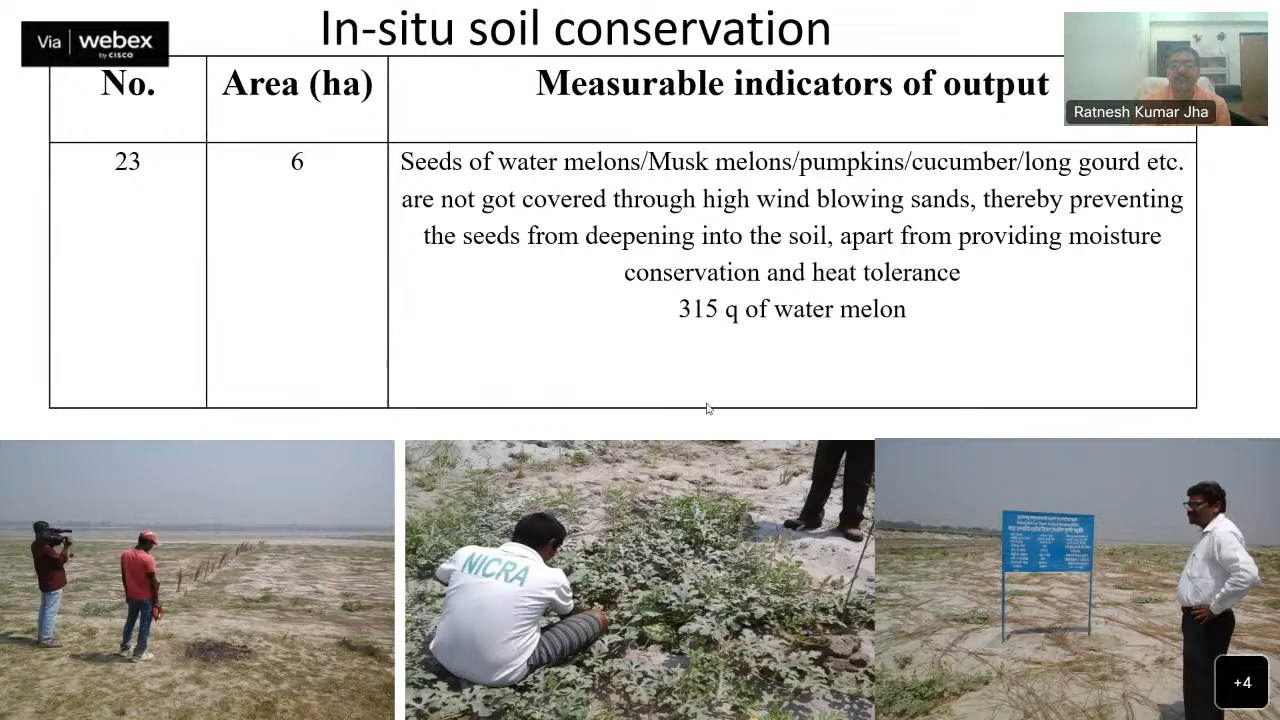 In-situ soil conservation
Via webex
by CISCO
No. Area (ha) Measurable indicators of output
Ratnesh Kumar Jha
23 6 Seeds of water melons/Musk melons/pumpkins/cucumber/long gourd etc.
are not got covered through high wind blowing sands, thereby preventing
the seeds from deepening into the soil, apart from providing moisture
conservation and heat tolerance
315 q of water melon
NICRA
+4